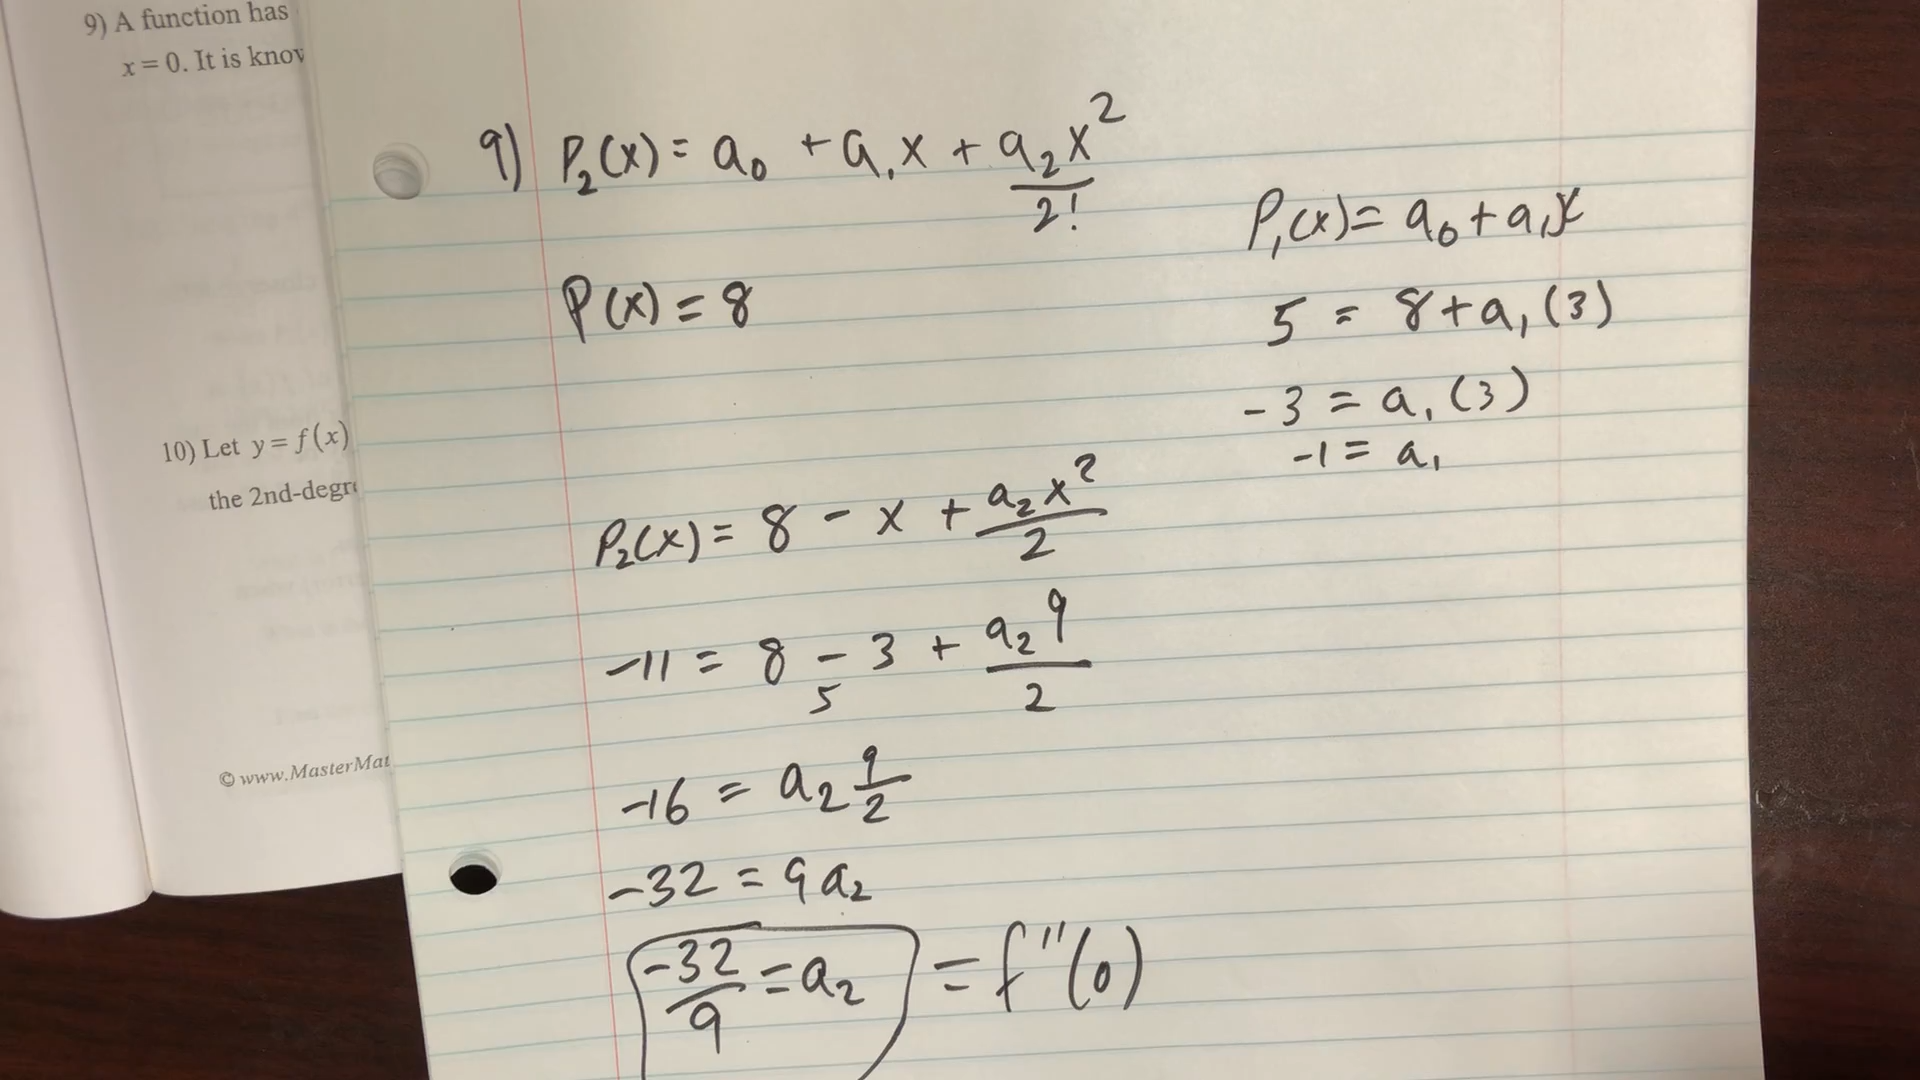 9) A function has
x = 0. It is know
10) Let y = f(x)
the 2nd-degre
© www.MasterMat
9) P₂(x) = a₀ + a₁x + a₂x²/2!
P(x) = 8
P₁(x) = a₀ + a₁x
5 = 8 + a₁(3)
-3 = a₁(3)
-1 = a₁
P₂(x) = 8 - x + a₂x²/2
-11 = 8 - 3 + a₂9/2
5
-16 = a₂ 9/2
-32 = 9a₂
-32/9 = a₂ = f''(0)